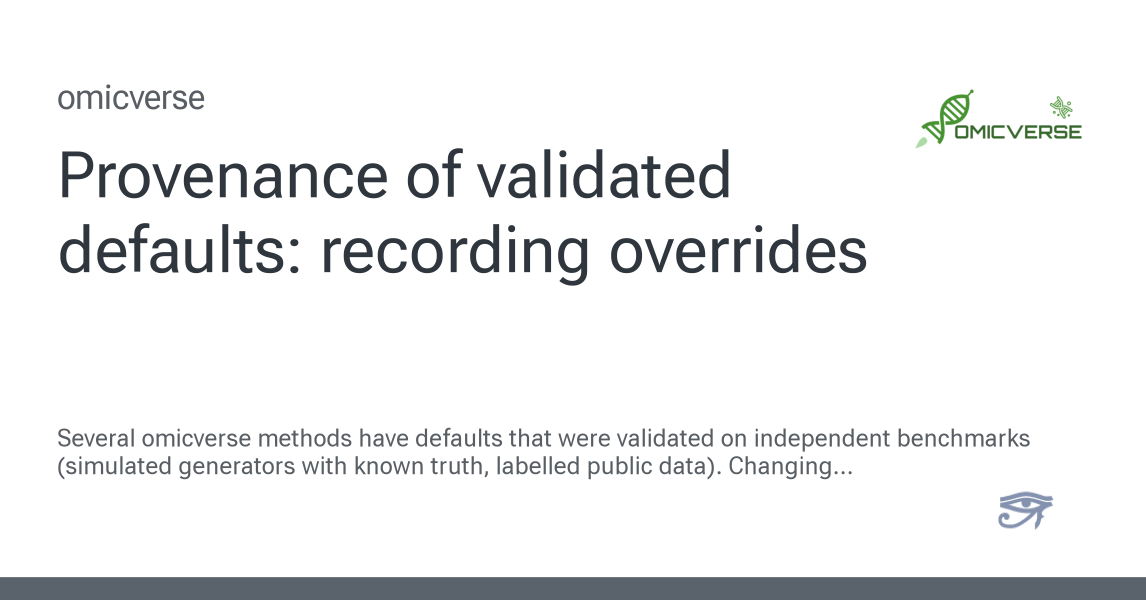 omicverse
OMICVERSE
Provenance of validated
defaults: recording overrides
Several omicverse methods have defaults that were validated on independent benchmarks
(simulated generators with known truth, labelled public data). Changing...